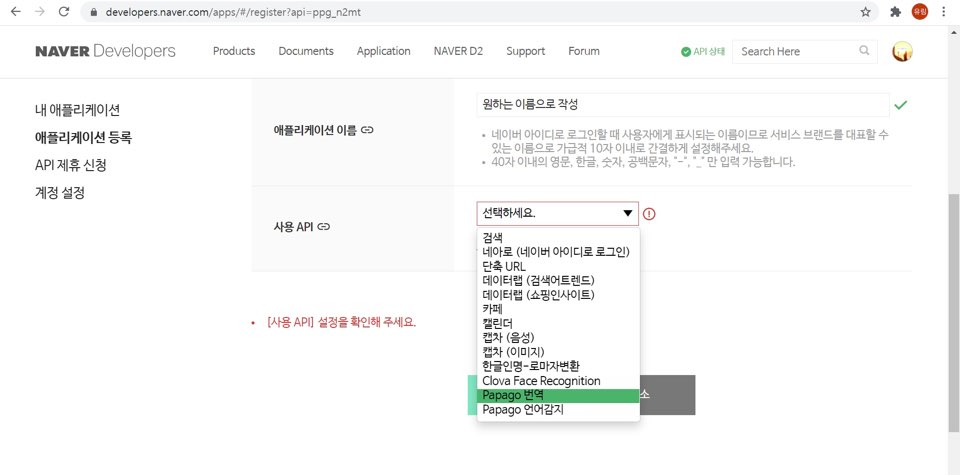 developers.naver.com/apps/#/register?api=ppg_n2mt
유림
NAVER Developers
Products
Documents
Application
NAVER D2
Support
Forum
API 상태
Search Here
내 애플리케이션
애플리케이션 등록
API 제휴 신청
계정 설정
애플리케이션 이름
원하는 이름으로 작성
• 네이버 아이디로 로그인할 때 사용자에게 표시되는 이름이므로 서비스 브랜드를 대표할 수
있는 이름으로 가급적 10자 이내로 간결하게 설정해주세요.
• 40자 이내의 영문, 한글, 숫자, 공백문자, "-", "_" 만 입력 가능합니다.
사용 API
선택하세요.
검색
네아로 (네이버 아이디로 로그인)
단축 URL
데이터랩 (검색어트렌드)
데이터랩 (쇼핑인사이트)
카페
캘린더
캡차 (음성)
캡차 (이미지)
한글인명-로마자변환
Clova Face Recognition
Papago 번역
Papago 언어감지
• [사용 API] 설정을 확인해 주세요.
소